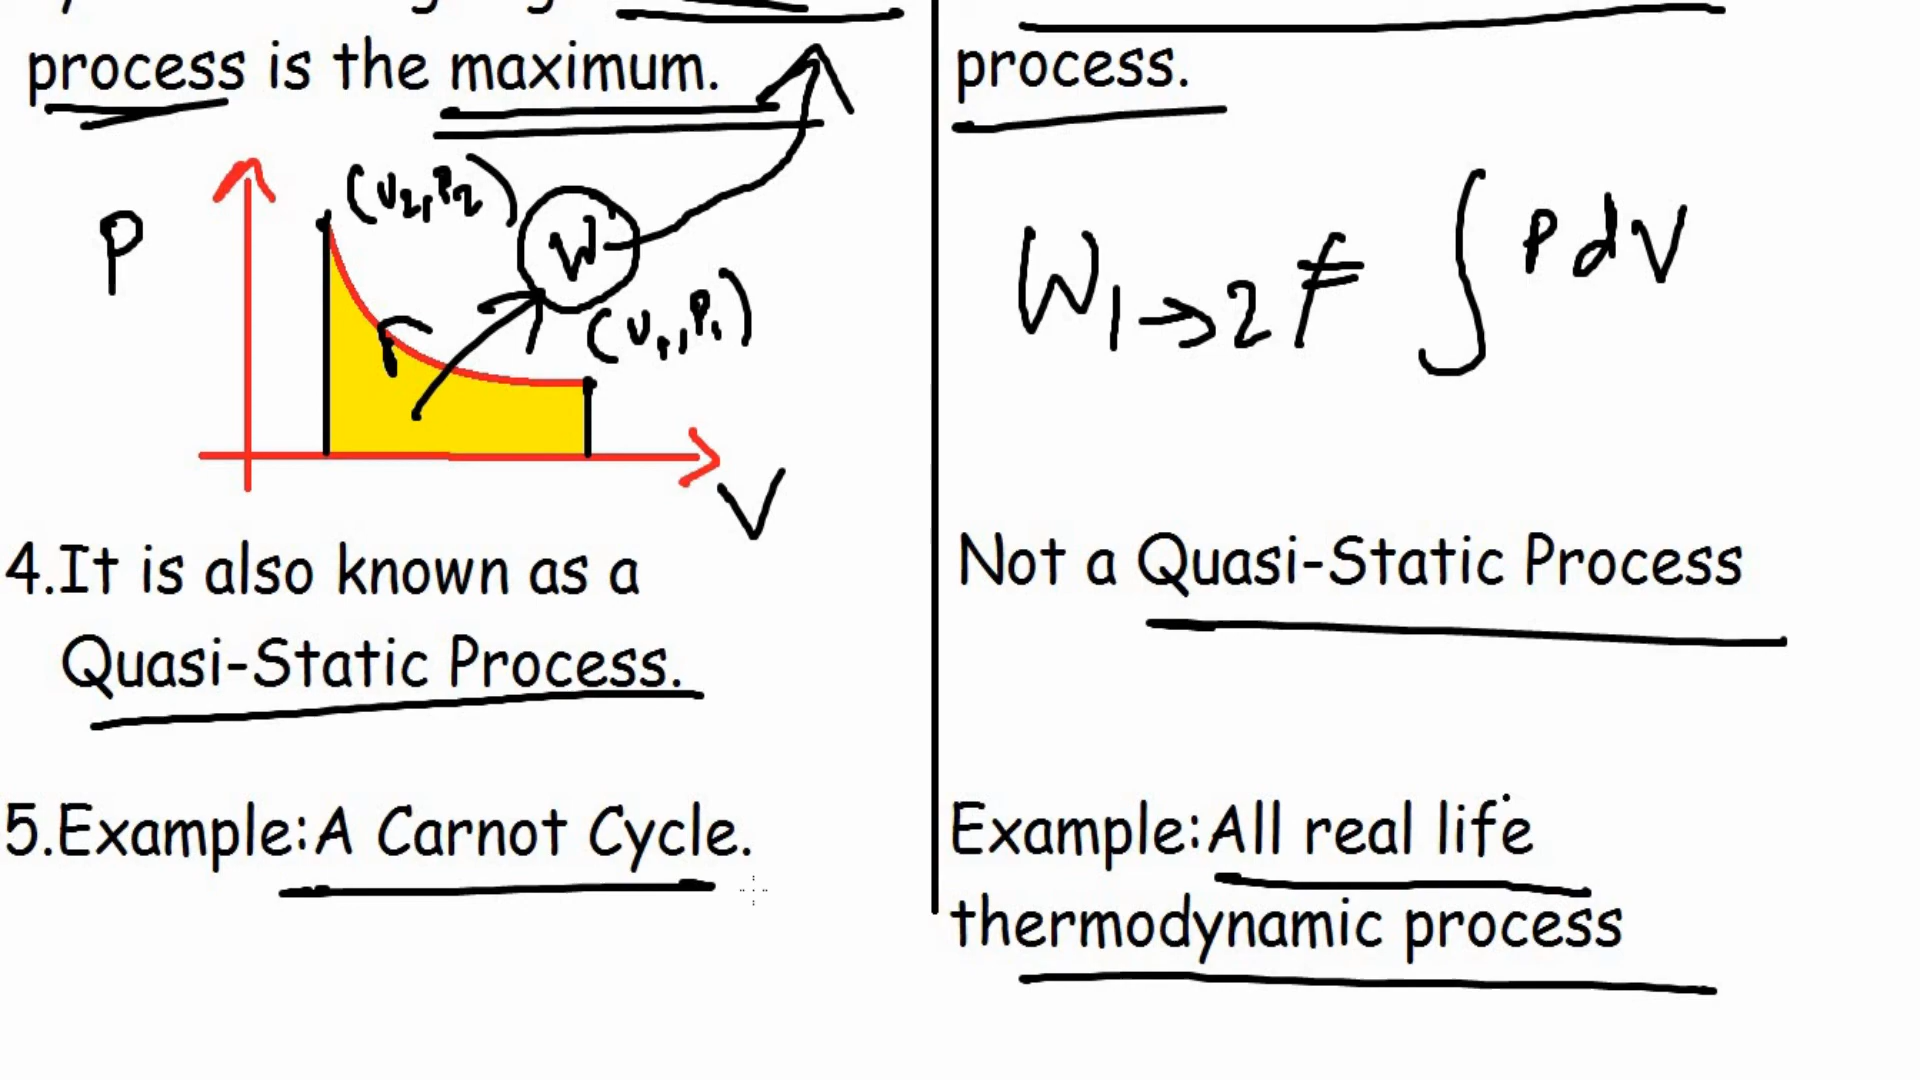 process is the maximum.
(V2, P2)
P
W
(V1, P1)
V
4.It is also known as a
Quasi-Static Process.
5.Example:A Carnot Cycle.
process.
W1→2 ≠ ∫ P dV
Not a Quasi-Static Process
Example:All real life
thermodynamic process